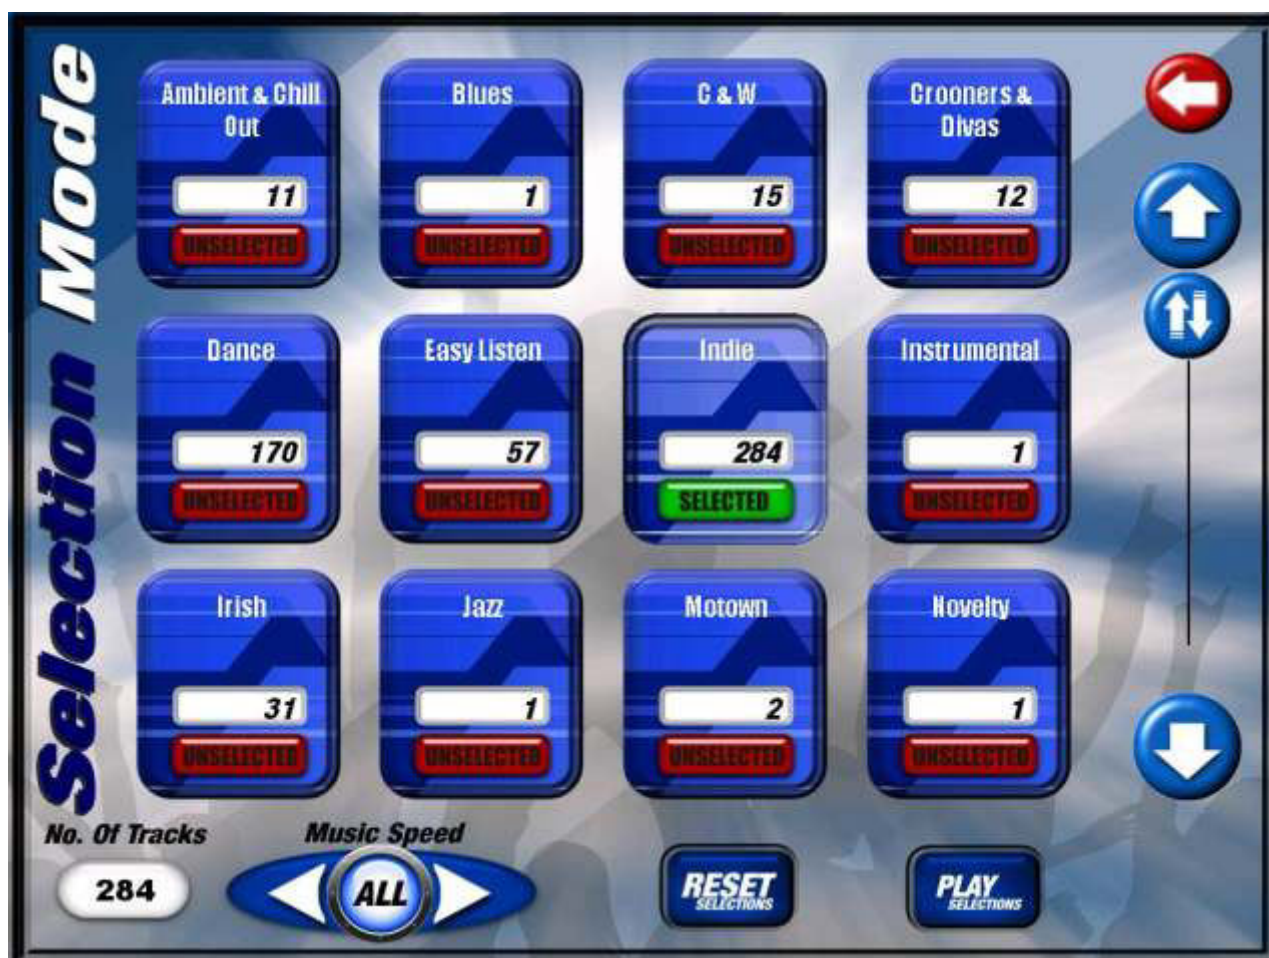 Selection Mode
Ambient & Chill
Out
11
UNSELECTED
Blues
1
UNSELECTED
C & W
15
UNSELECTED
Crooners &
Divas
12
UNSELECTED
Dance
170
UNSELECTED
Easy Listen
57
UNSELECTED
Indie
284
SELECTED
Instrumental
1
UNSELECTED
Irish
31
UNSELECTED
Jazz
1
UNSELECTED
Motown
2
UNSELECTED
Novelty
1
UNSELECTED
No. Of Tracks
284
Music Speed
ALL
RESET
SELECTIONS
PLAY
SELECTIONS